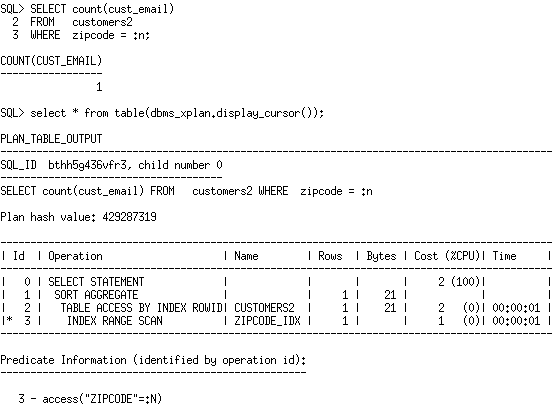 SQL> SELECT count(cust_email)
  2  FROM   customers2
  3  WHERE  zipcode = :n;
COUNT(CUST_EMAIL)
-----------------
                1
SQL> select * from table(dbms_xplan.display_cursor());
PLAN_TABLE_OUTPUT
--------------------------------------------------------------------------------------------
SQL_ID  bthh5g436vfr3, child number 0
-------------------------------------
SELECT count(cust_email) FROM   customers2 WHERE  zipcode = :n
Plan hash value: 429287319
--------------------------------------------------------------------------------------------
| Id  | Operation                    | Name        | Rows  | Bytes | Cost (%CPU)| Time     |
--------------------------------------------------------------------------------------------
|   0 | SELECT STATEMENT             |             |       |       |     2 (100)|          |
|   1 |  SORT AGGREGATE              |             |     1 |    21 |            |          |
|   2 |   TABLE ACCESS BY INDEX ROWID| CUSTOMERS2  |     1 |    21 |     2   (0)| 00:00:01 |
|*  3 |    INDEX RANGE SCAN          | ZIPCODE_IDX |     1 |       |     1   (0)| 00:00:01 |
--------------------------------------------------------------------------------------------
Predicate Information (identified by operation id):
---------------------------------------------------
   3 - access("ZIPCODE"=:N)